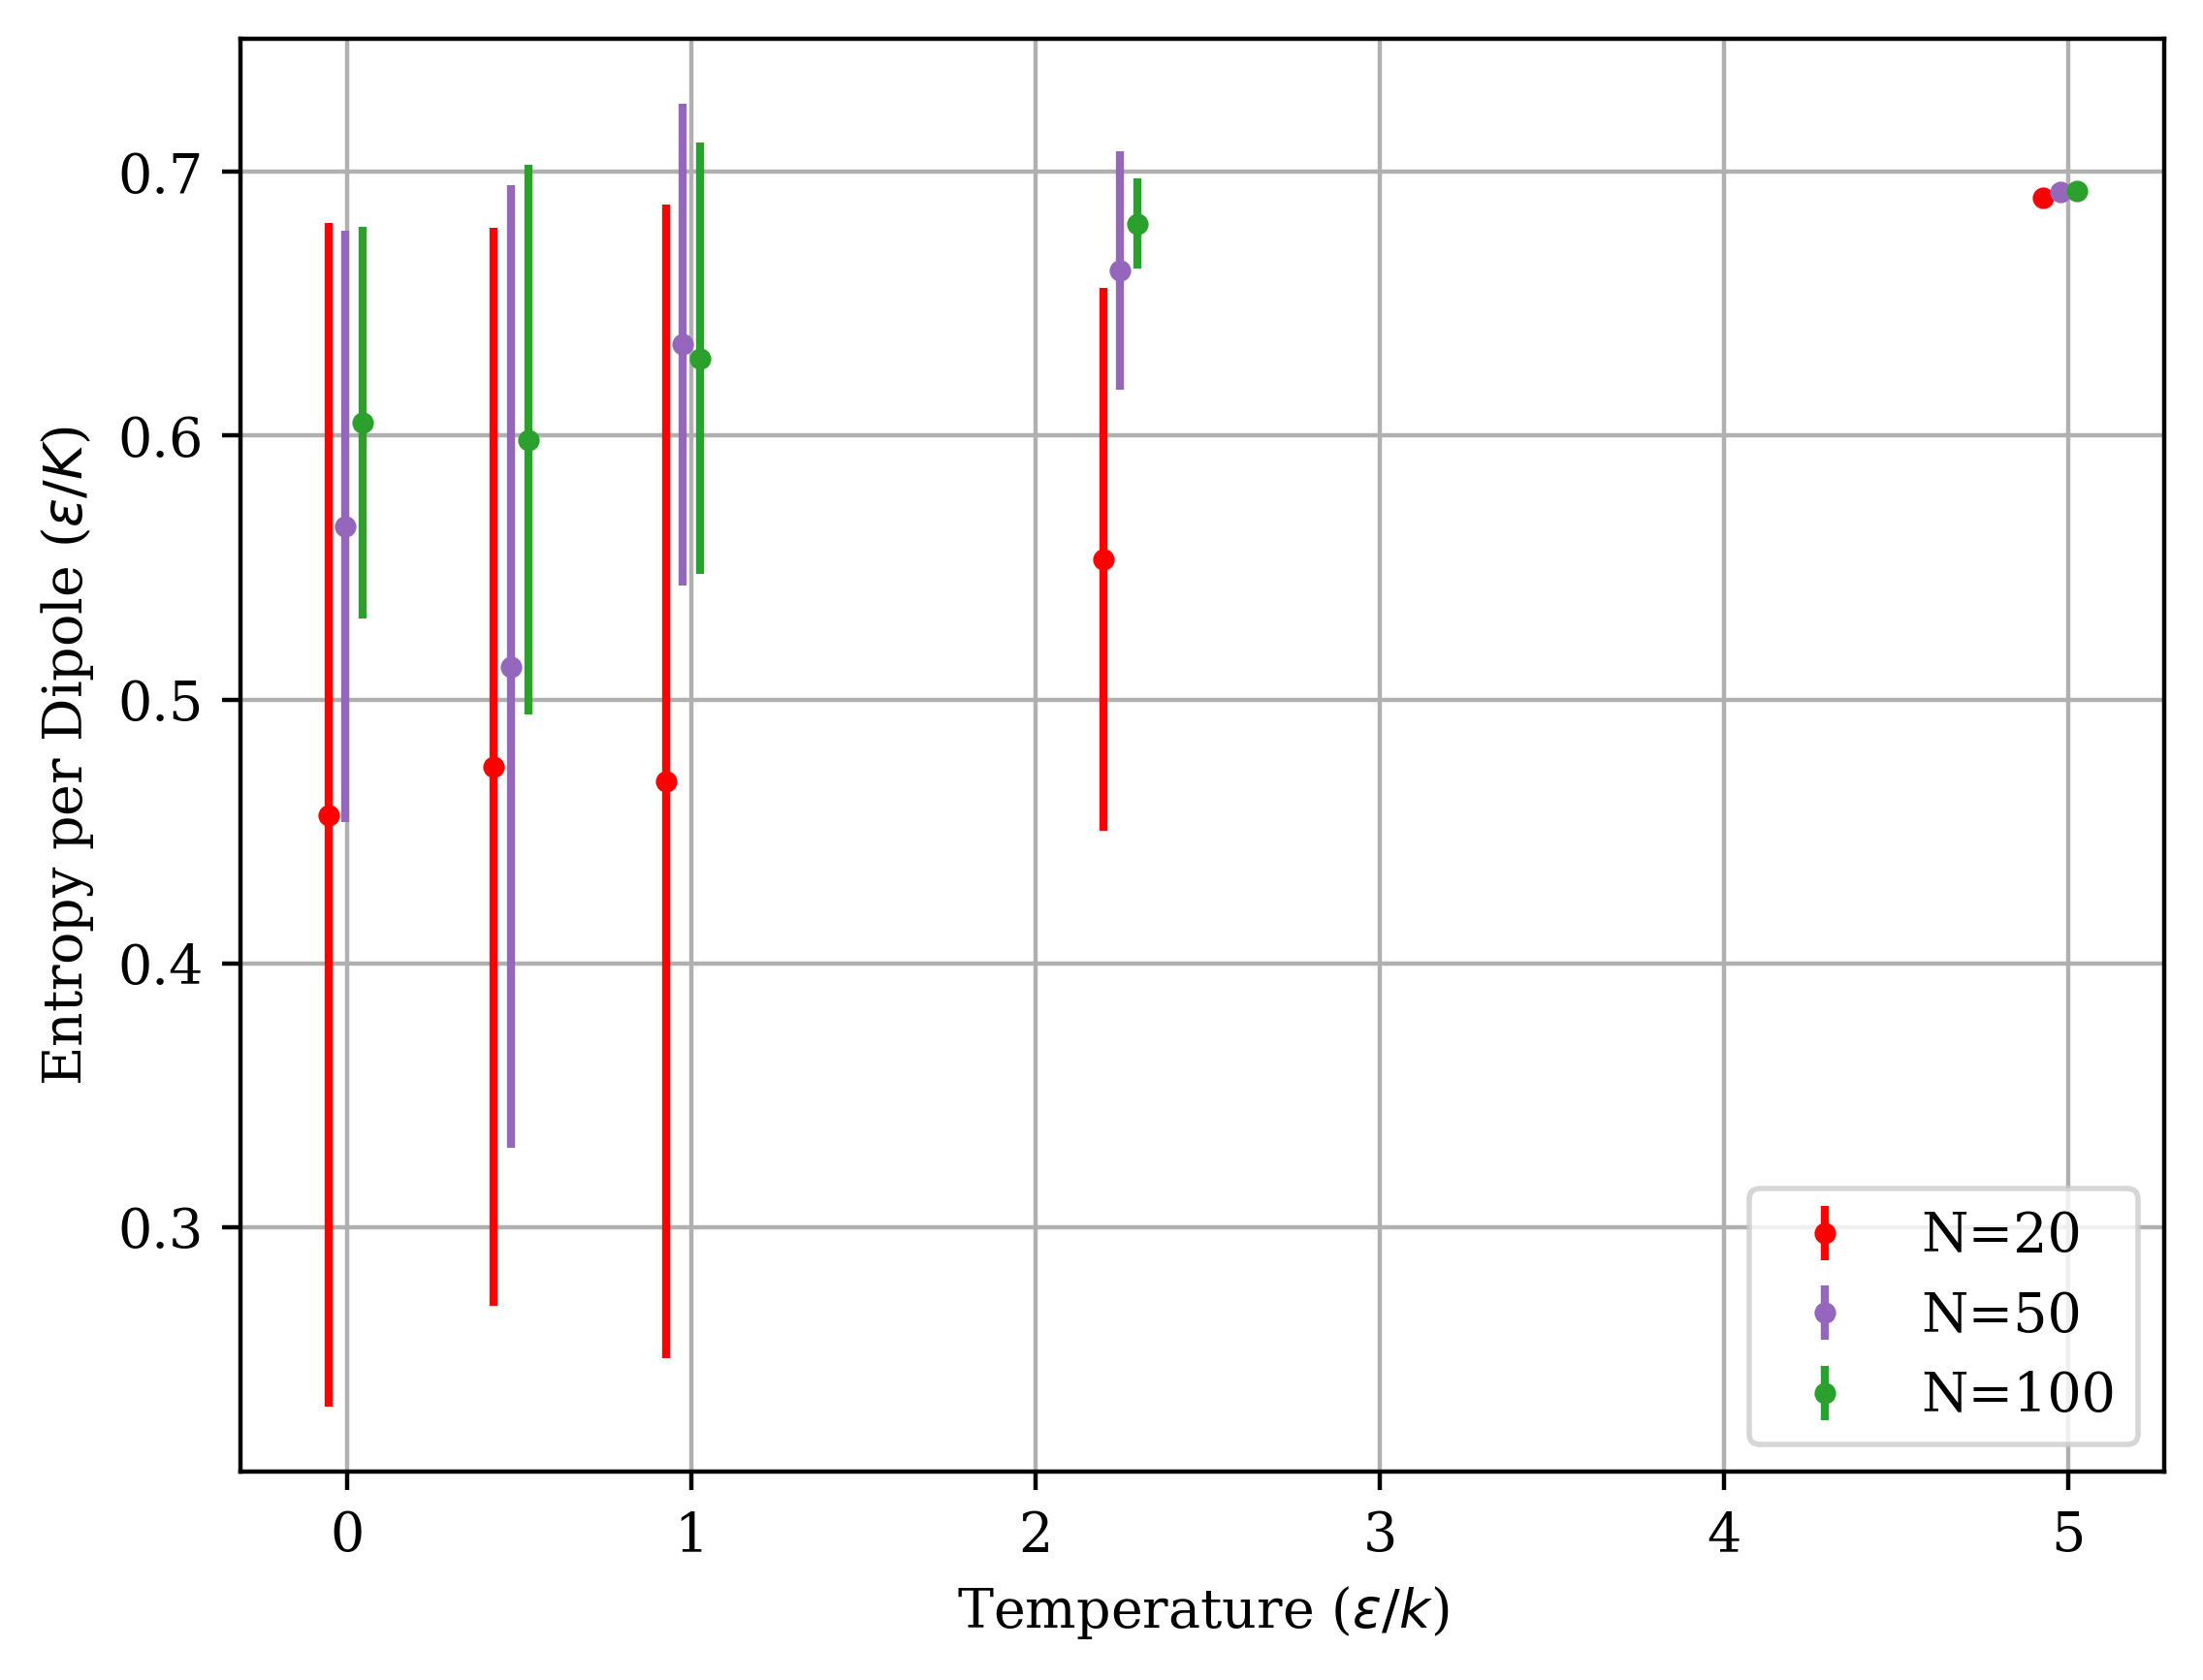 Entropy per Dipole (ε/K)
0.7
0.6
0.5
0.4
0.3
0
1
2
3
4
5
Temperature (ε/k)
N=20
N=50
N=100